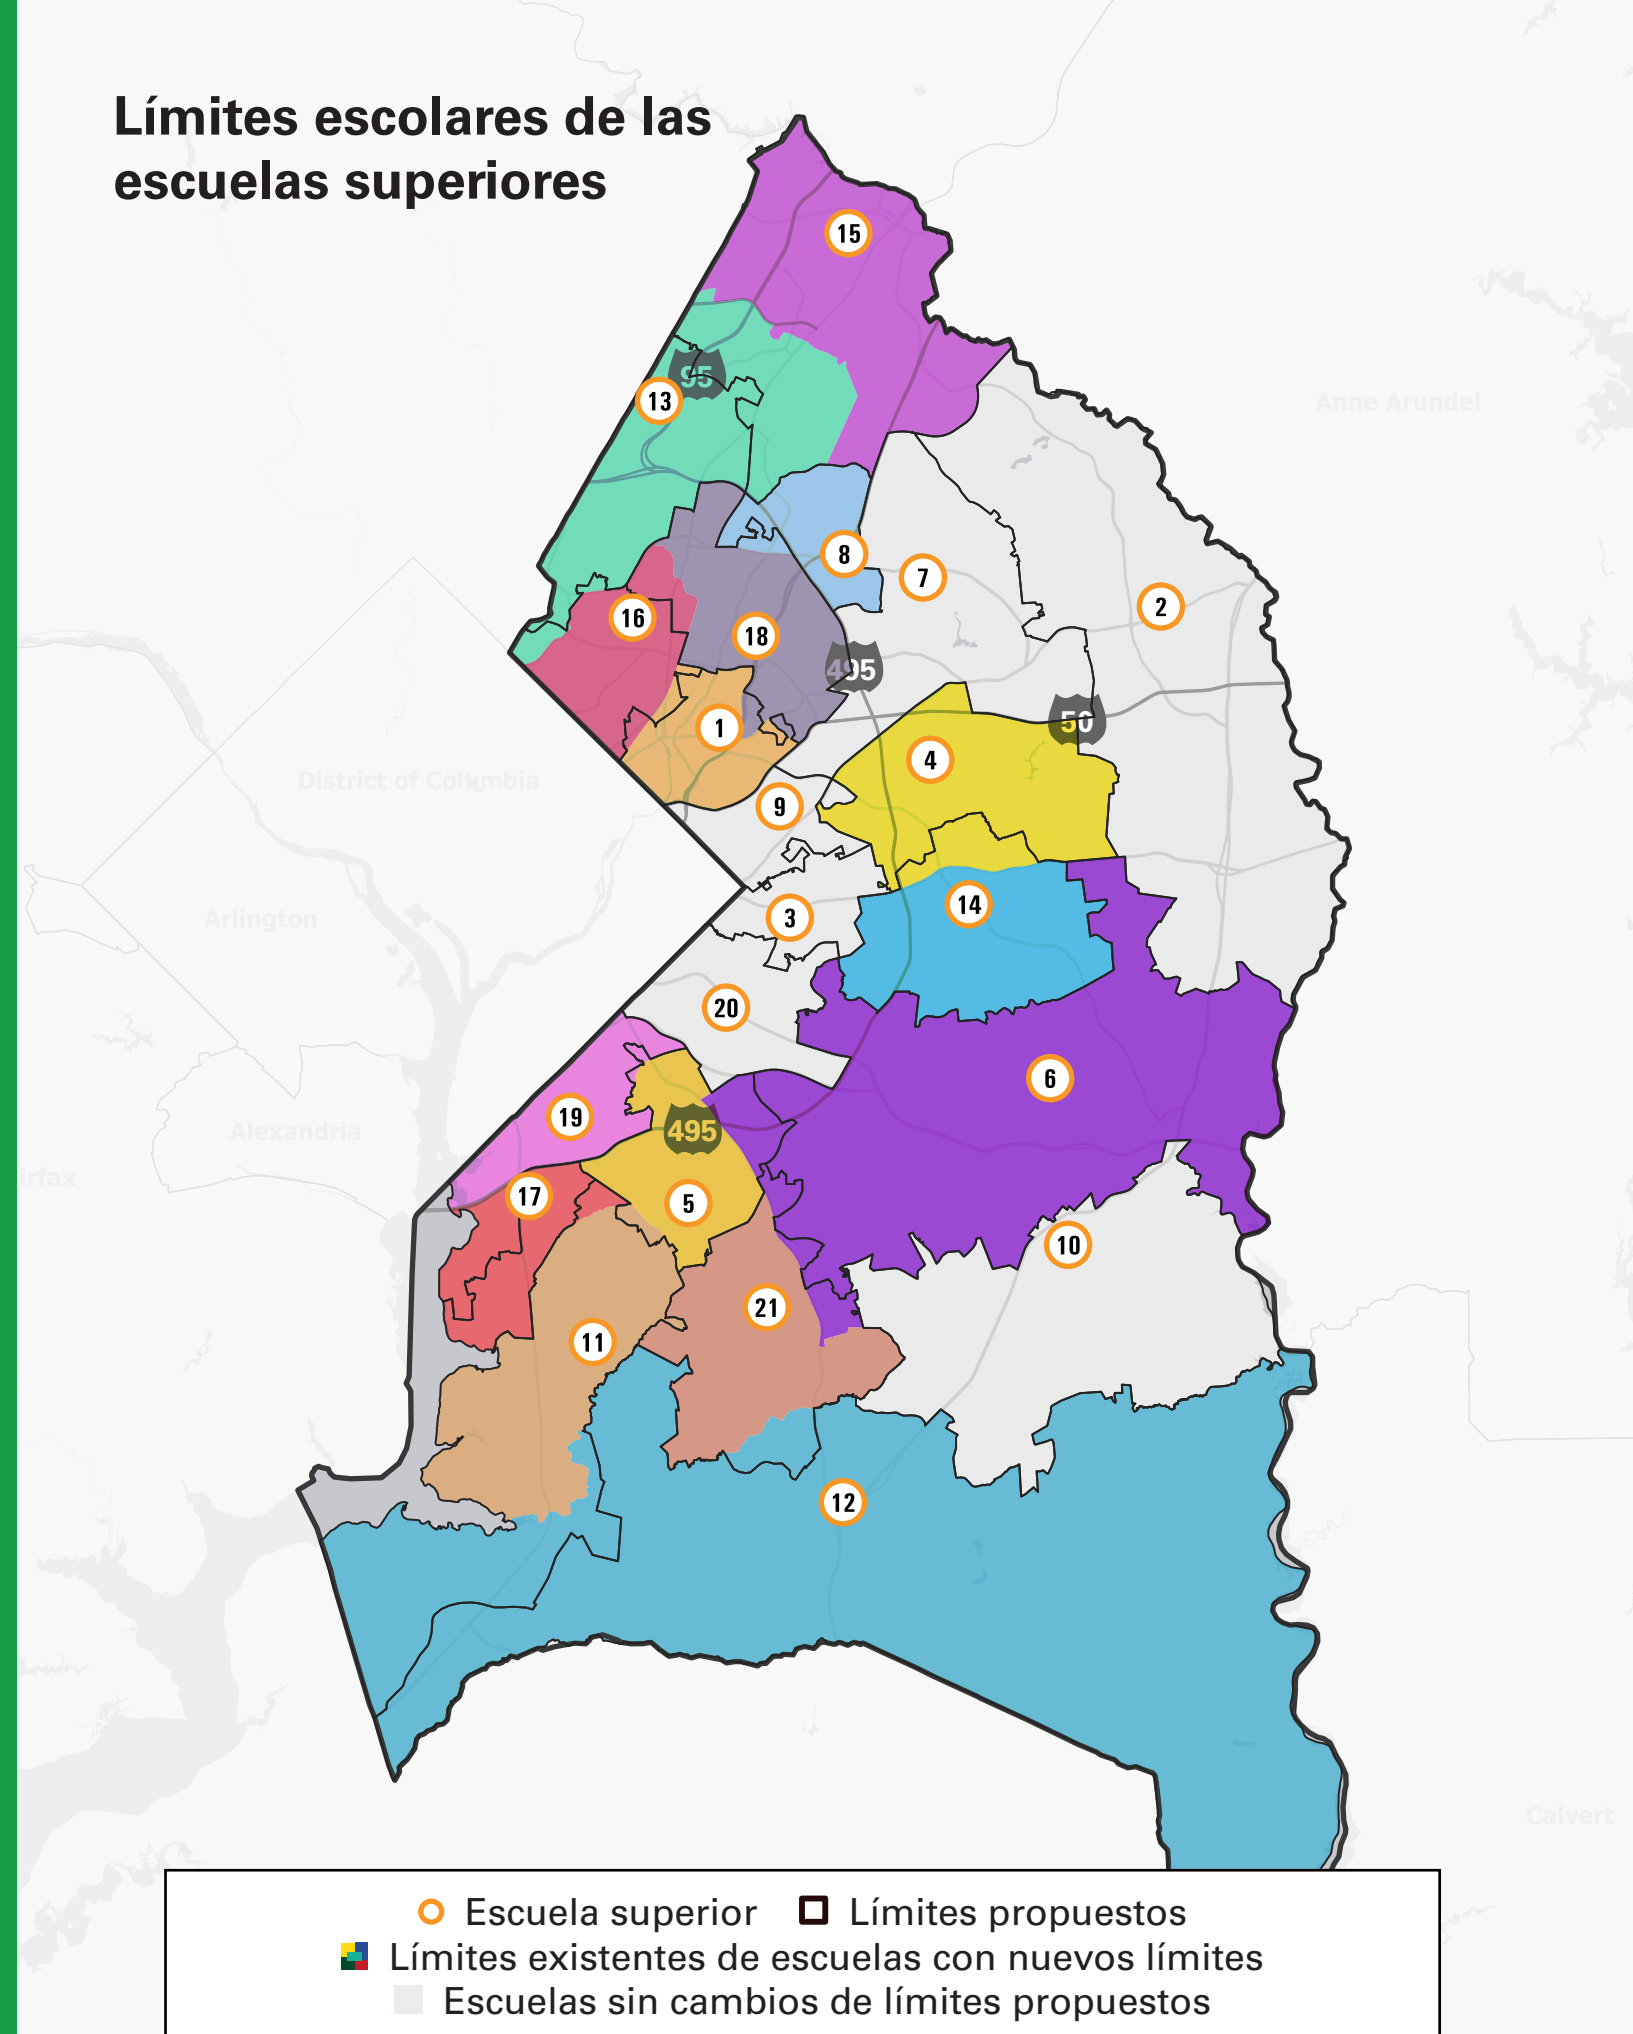 Límites escolares de las
escuelas superiores
15
95
13
Anne Arundel
8
7
2
16
18
495
1
50
4
District of Columbia
9
14
3
Arlington
20
6
19
495
Alexandria
irfax
17
5
10
21
11
12
Calvert
Escuela superior
Límites propuestos
Límites existentes de escuelas con nuevos límites
Escuelas sin cambios de límites propuestos